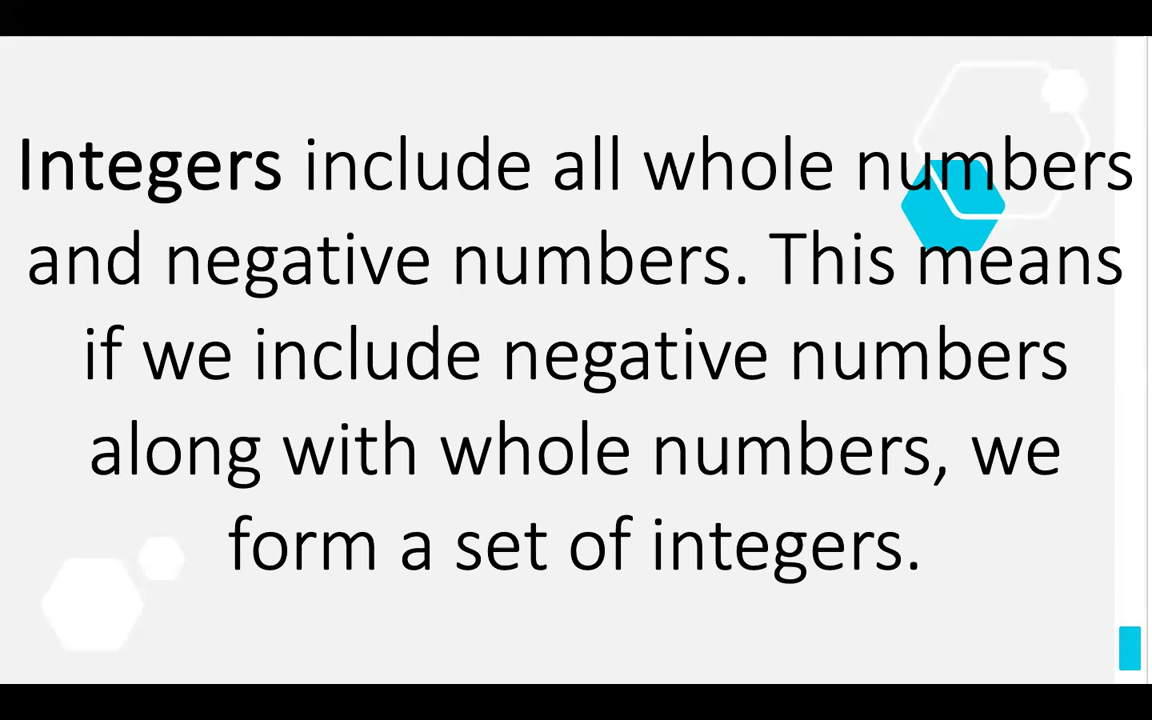 Integers include all whole numbers
and negative numbers. This means
if we include negative numbers
along with whole numbers, we
form a set of integers.